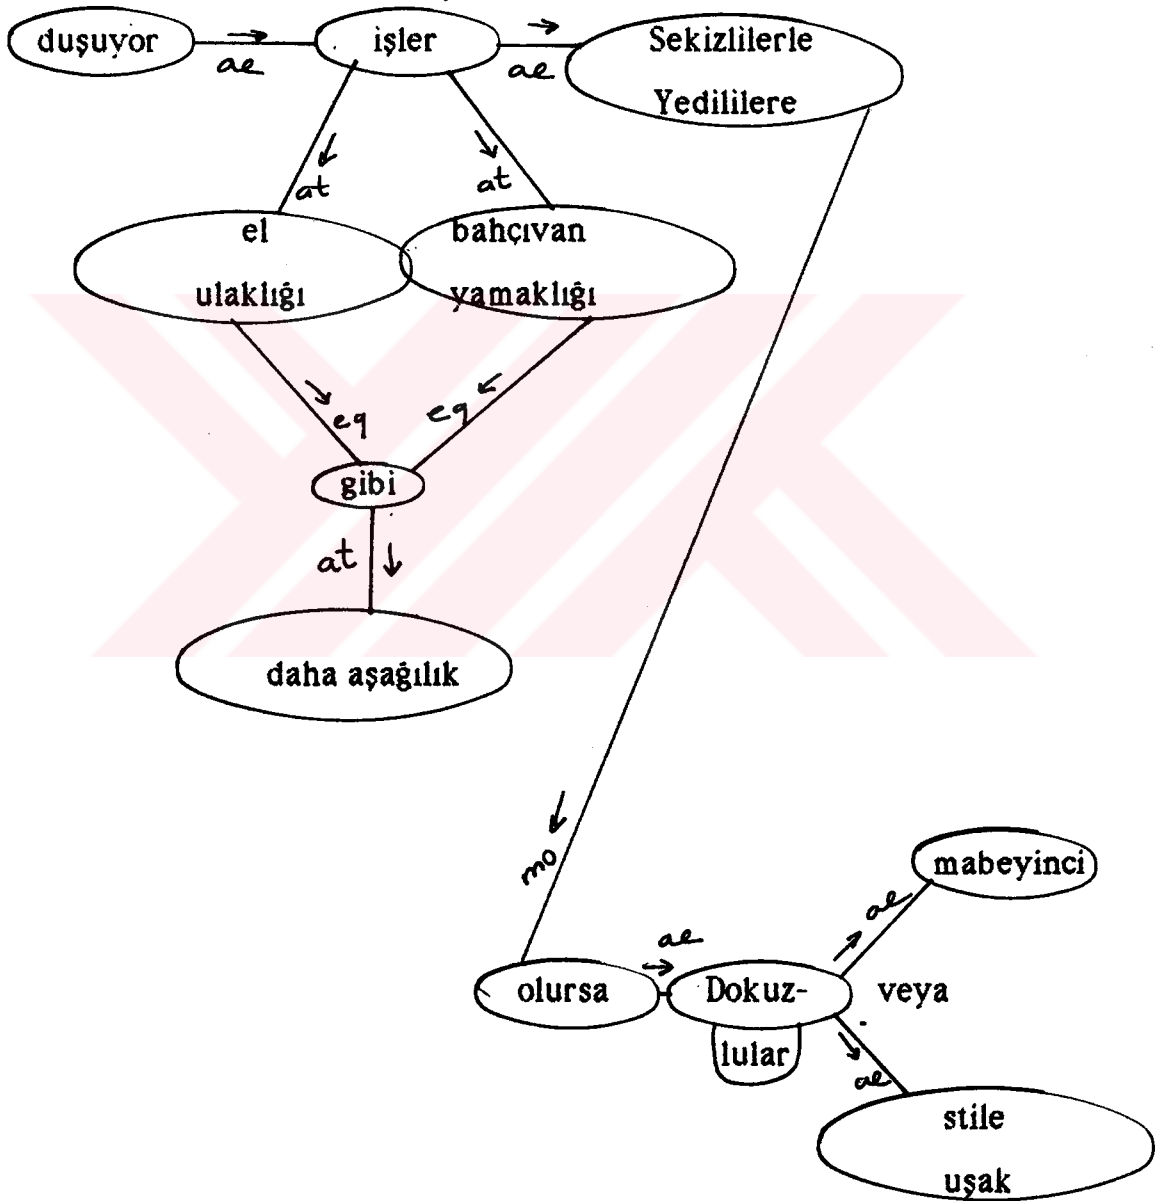 duşuyor işler Sekizlilerle
ae ae Yedililere
at at
el bahçıvan
ulaklığı yamaklığı
eq eq
gibi
at
daha aşağılık
mo
mabeyinci
ae ae
olursa Dokuz- veya
lular
ae
stile
uşak